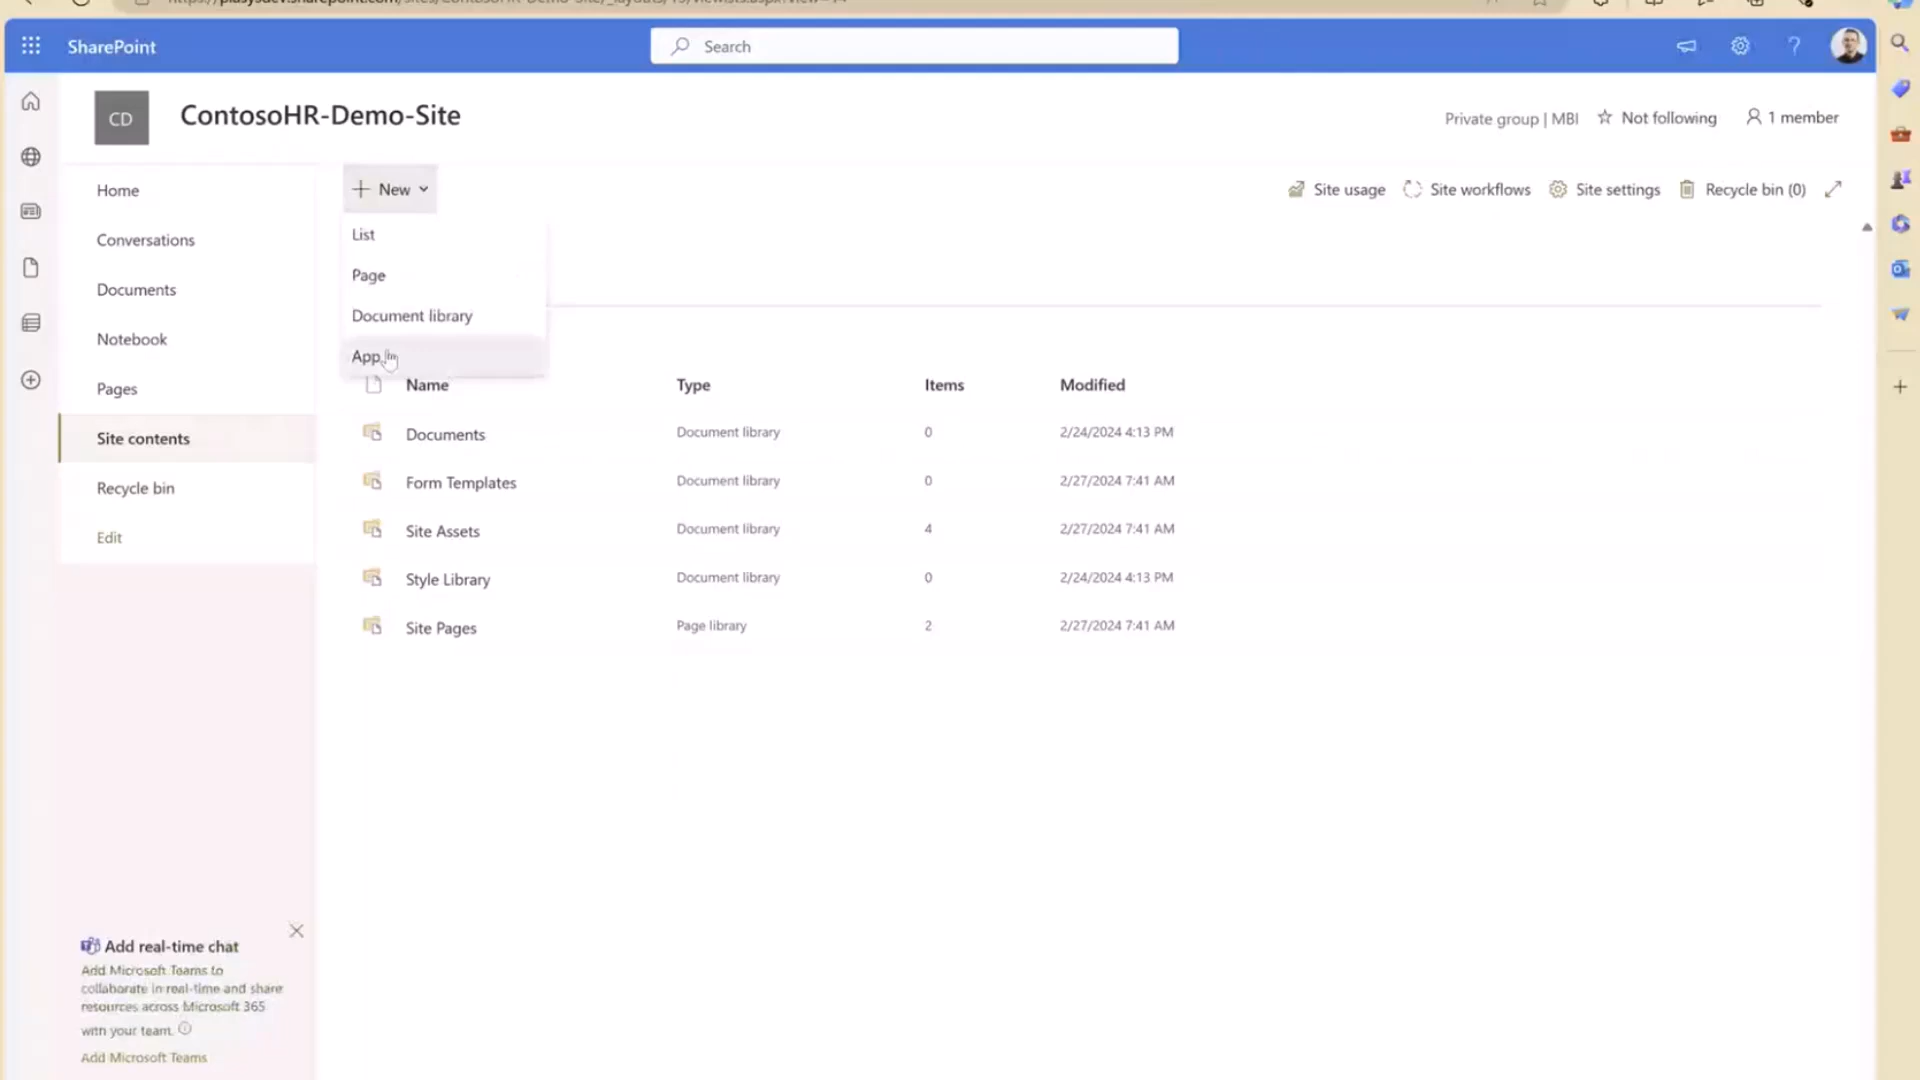 SharePoint
Search
CD
ContosoHR-Demo-Site
Private group | MBI
Not following
1 member
Home
New
Site usage
Site workflows
Site settings
Recycle bin (0)
List
Conversations
Page
Documents
Document library
Notebook
App
Pages
Name
Type
Items
Modified
Documents
Document library
0
2/24/2024 4:13 PM
Site contents
Form Templates
Document library
0
2/27/2024 7:41 AM
Recycle bin
Site Assets
Document library
4
2/27/2024 7:41 AM
Edit
Style Library
Document library
0
2/24/2024 4:13 PM
Site Pages
Page library
2
2/27/2024 7:41 AM
Add real-time chat
Add Microsoft Teams to
collaborate in real-time and share
resources across Microsoft 365
with your team.
Add Microsoft Teams